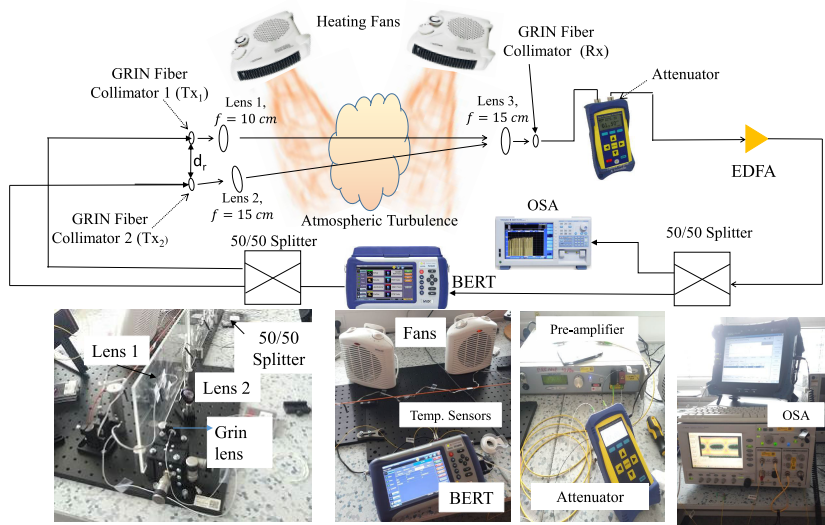 Heating Fans
GRIN Fiber
Collimator (Rx)
Attenuator
GRIN Fiber
Collimator 1 (Tx₁)
Lens 1,
f = 10 cm
Lens 3,
f = 15 cm
d_r
EDFA
Lens 2,
f = 15 cm
Atmospheric Turbulence
GRIN Fiber
Collimator 2 (Tx₂)
OSA
50/50 Splitter
50/50 Splitter
BERT
50/50
Splitter
Lens 1
Lens 2
Grin
lens
Fans
Temp. Sensors
BERT
Pre-amplifier
Attenuator
OSA